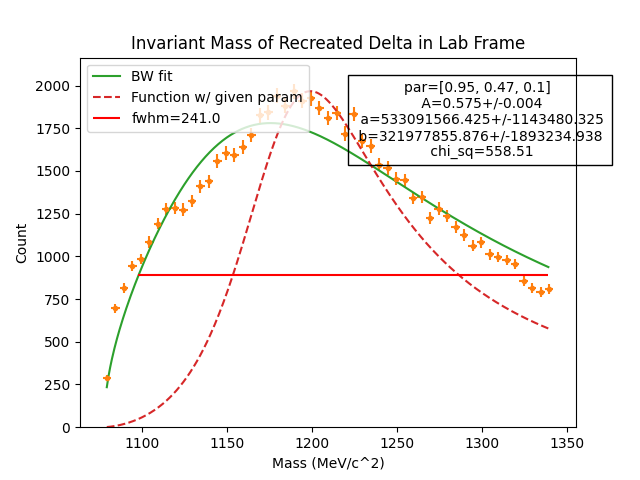 Invariant Mass of Recreated Delta in Lab Frame
BW fit
Function w/ given param
fwhm=241.0
par=[0.95, 0.47, 0.1]
A=0.575+/-0.004
a=533091566.425+/-1143480.325
b=321977855.876+/-1893234.938
chi_sq=558.51
Count
2000
1750
1500
1250
1000
750
500
250
0
1100
1150
1200
1250
1300
1350
Mass (MeV/c^2)